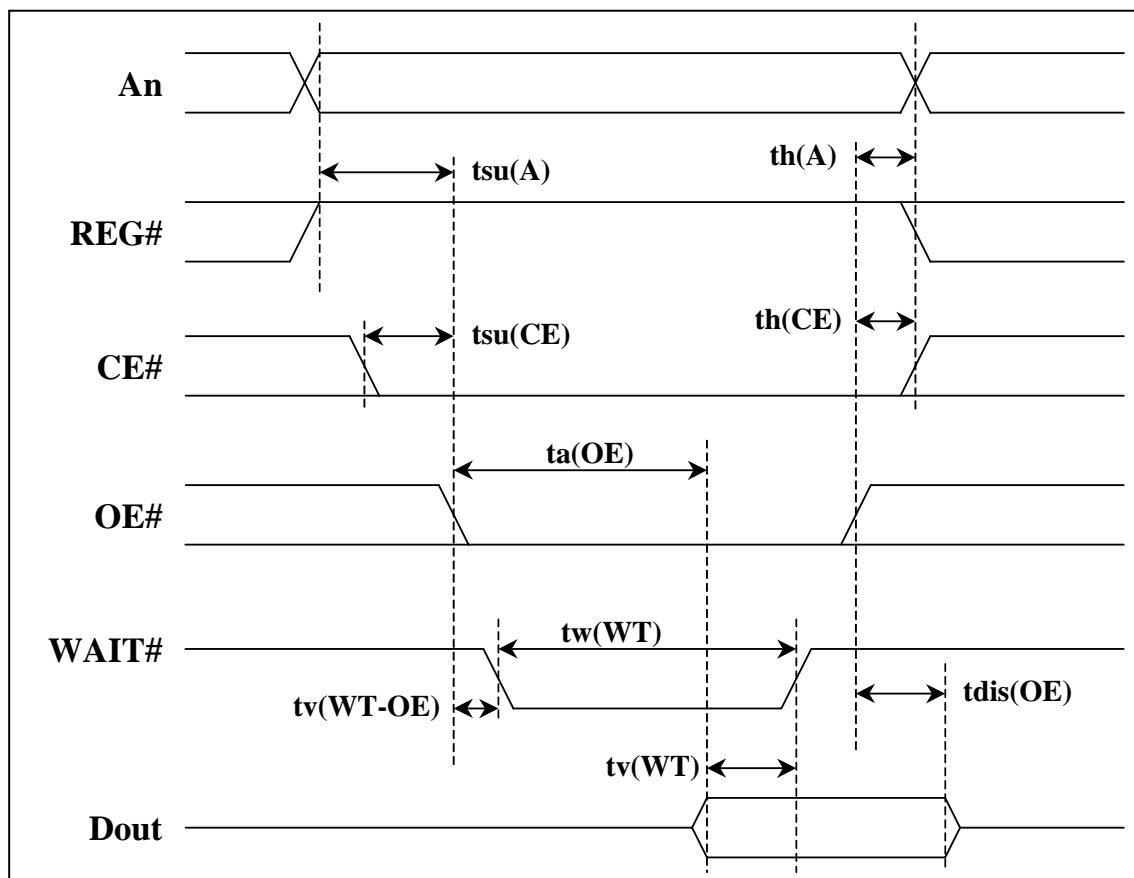 An
th(A)
tsu(A)
REG#
th(CE)
tsu(CE)
CE#
ta(OE)
OE#
tw(WT)
WAIT#
tdis(OE)
tv(WT-OE)
tv(WT)
Dout